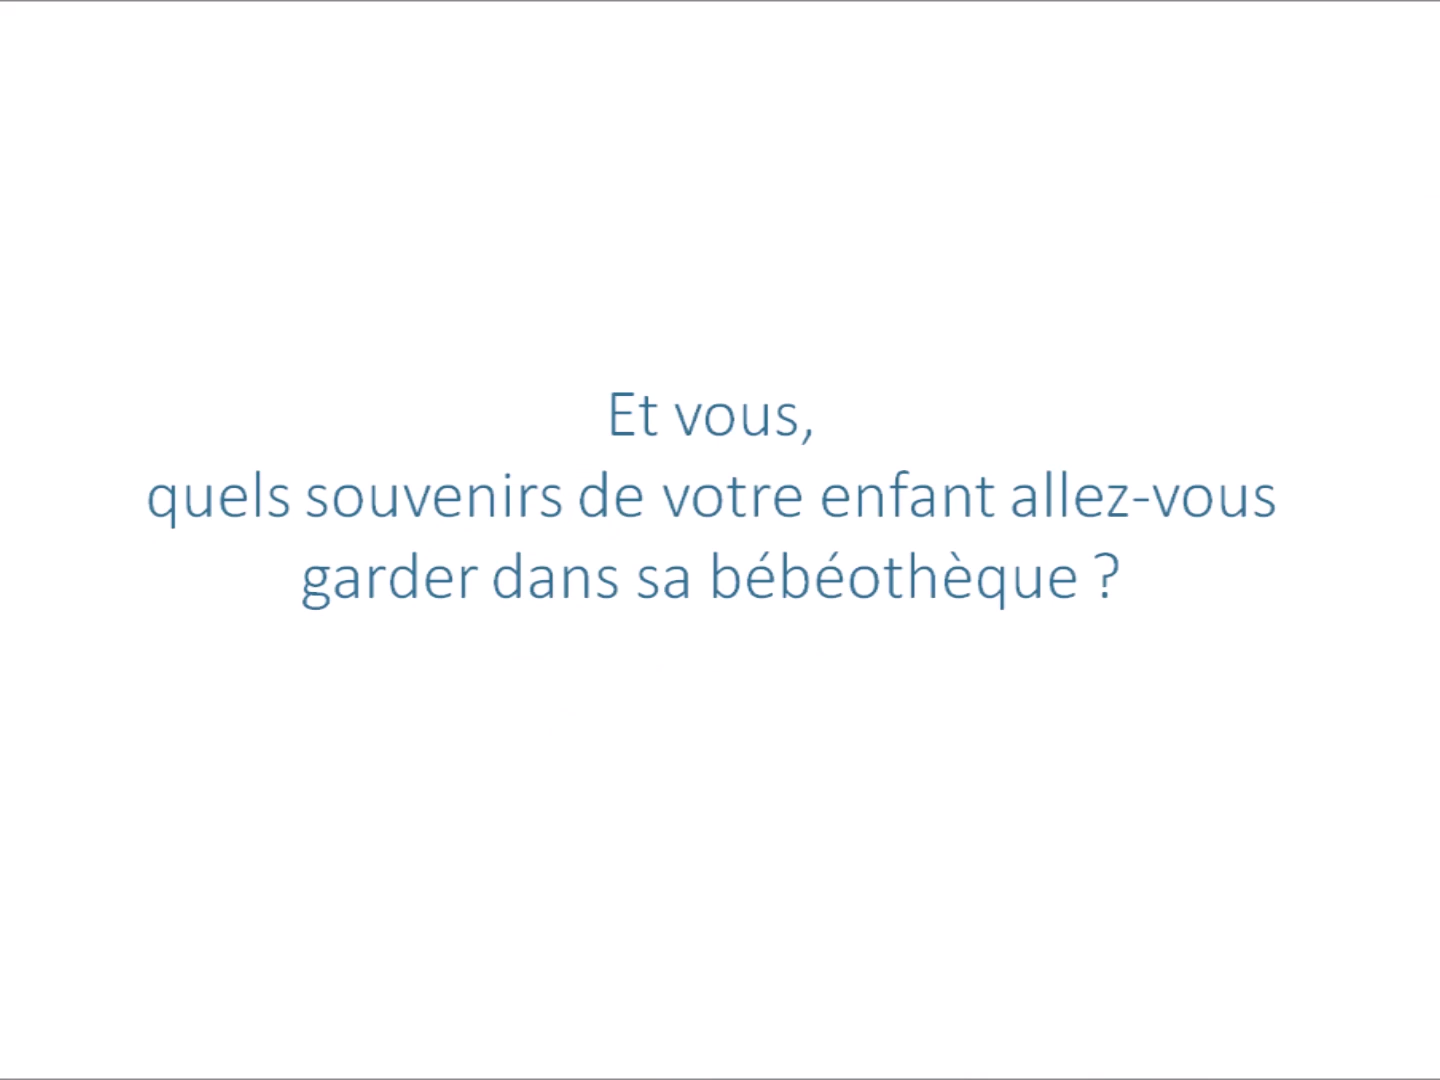 Et vous,
quels souvenirs de votre enfant allez-vous
garder dans sa bébéothèque ?